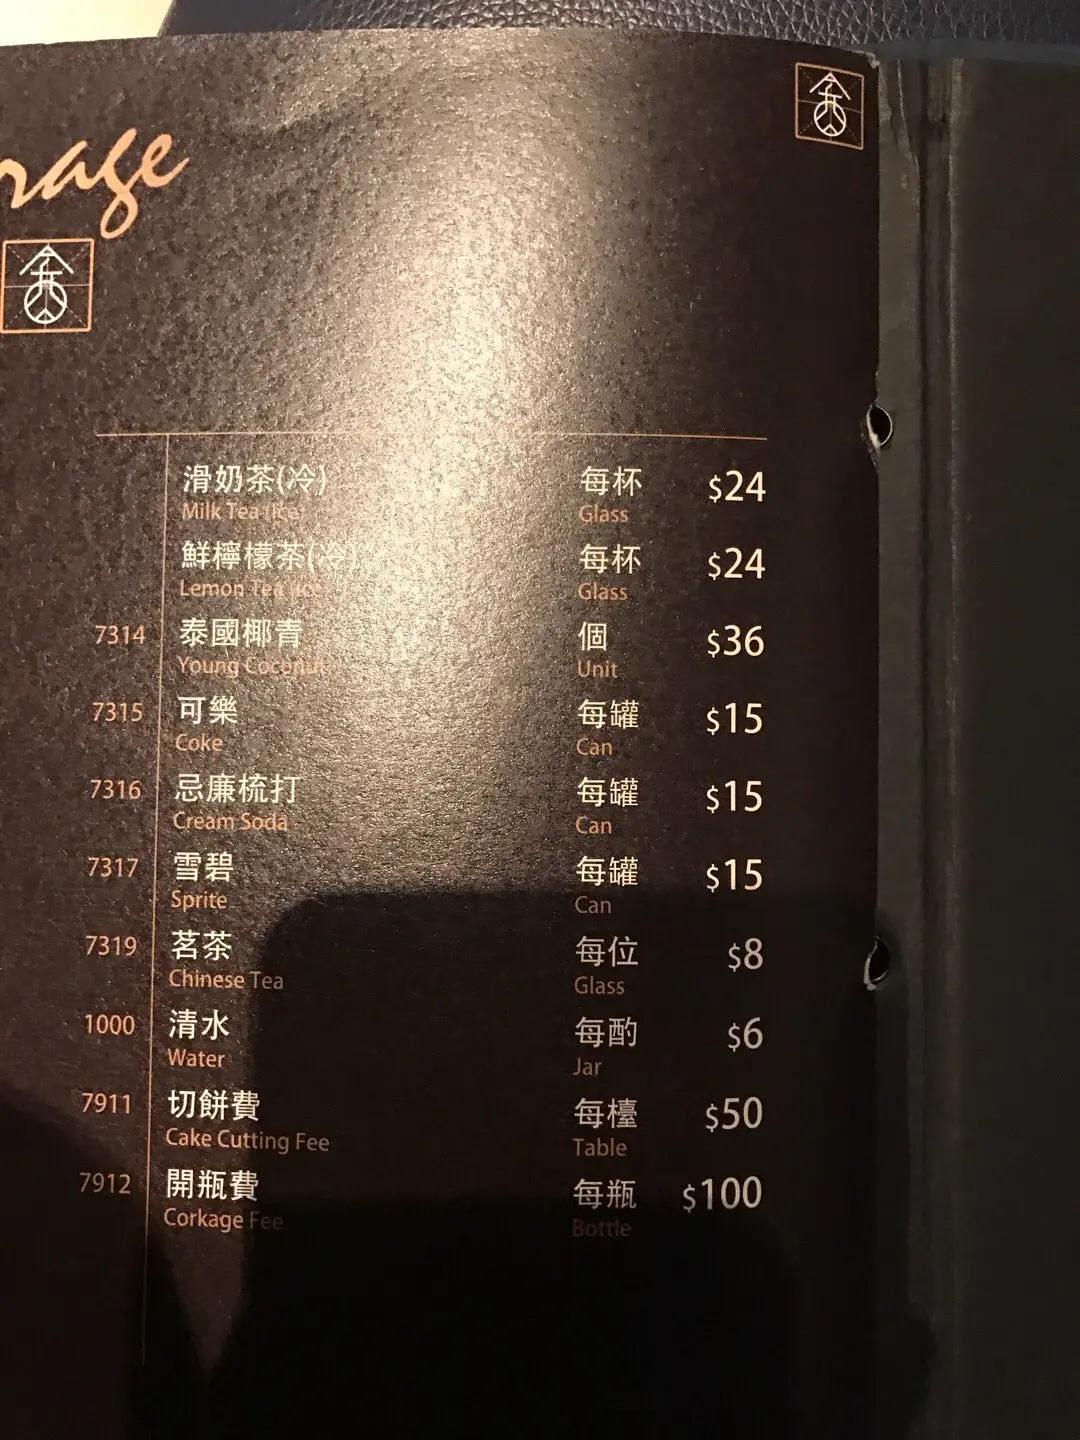 rage
滑奶茶(冷) 每杯 $24
Milk Tea (Ice) Glass
鮮檸檬茶(冷) 每杯 $24
Lemon Tea (Ice) Glass
7314 泰國椰青 個 $36
Young Coconut Unit
7315 可樂 每罐 $15
Coke Can
7316 忌廉梳打 每罐 $15
Cream Soda Can
7317 雪碧 每罐 $15
Sprite Can
7319 茗茶 每位 $8
Chinese Tea Glass
1000 清水 每酌 $6
Water Jar
7911 切餅費 每檯 $50
Cake Cutting Fee Table
7912 開瓶費 每瓶 $100
Corkage Fee Bottle